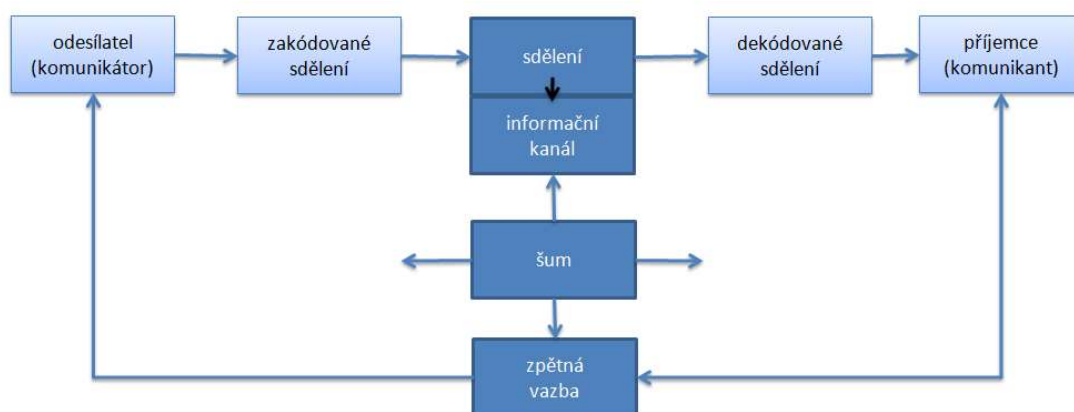 odesílatel
(komunikátor)
zakódované
sdělení
sdělení
dekódované
sdělení
příjemce
(komunikant)
informační
kanál
šum
zpětná
vazba